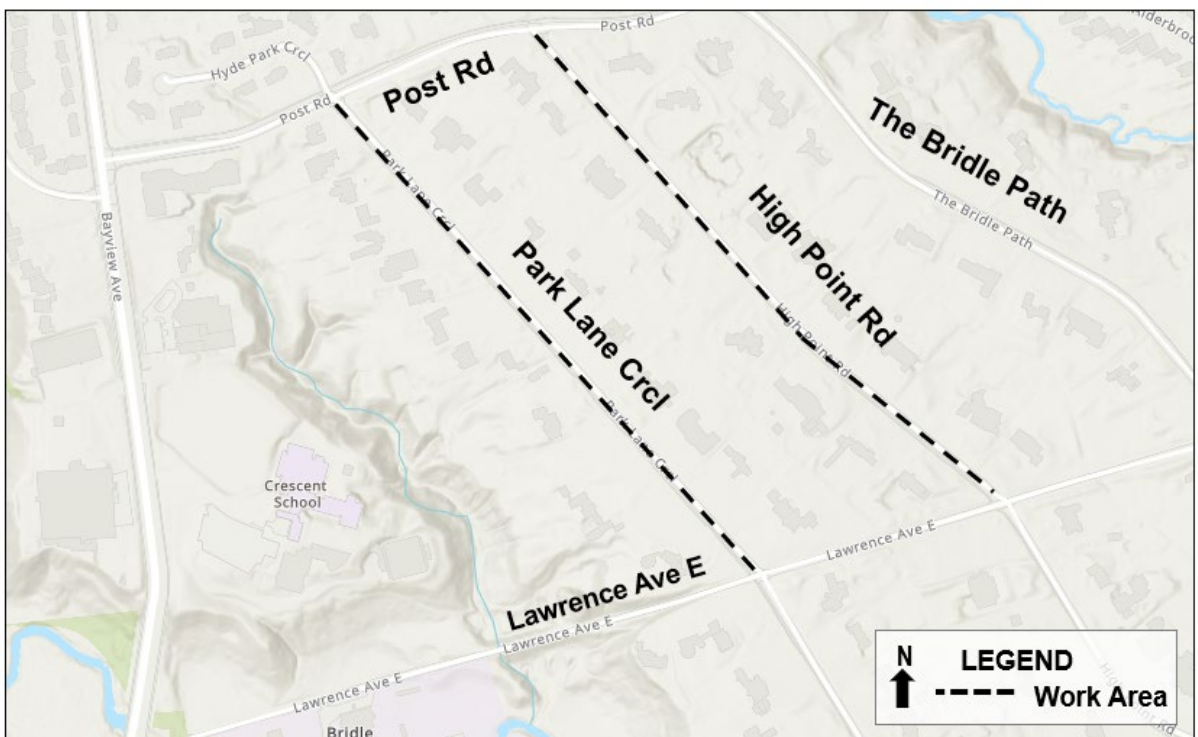 Post Rd
Hyde Park Crcl
Post Rd
Post Rd
The Bridle Path
The Bridle Path
Park Lane Crcl
High Point Rd
Bayview Ave
Park Lane Crcl
High Point Rd
Park Lane Crcl
Crescent
School
Lawrence Ave E
Lawrence Ave E
Lawrence Ave E
Lawrence Ave E
Bridle
N
LEGEND
Work Area